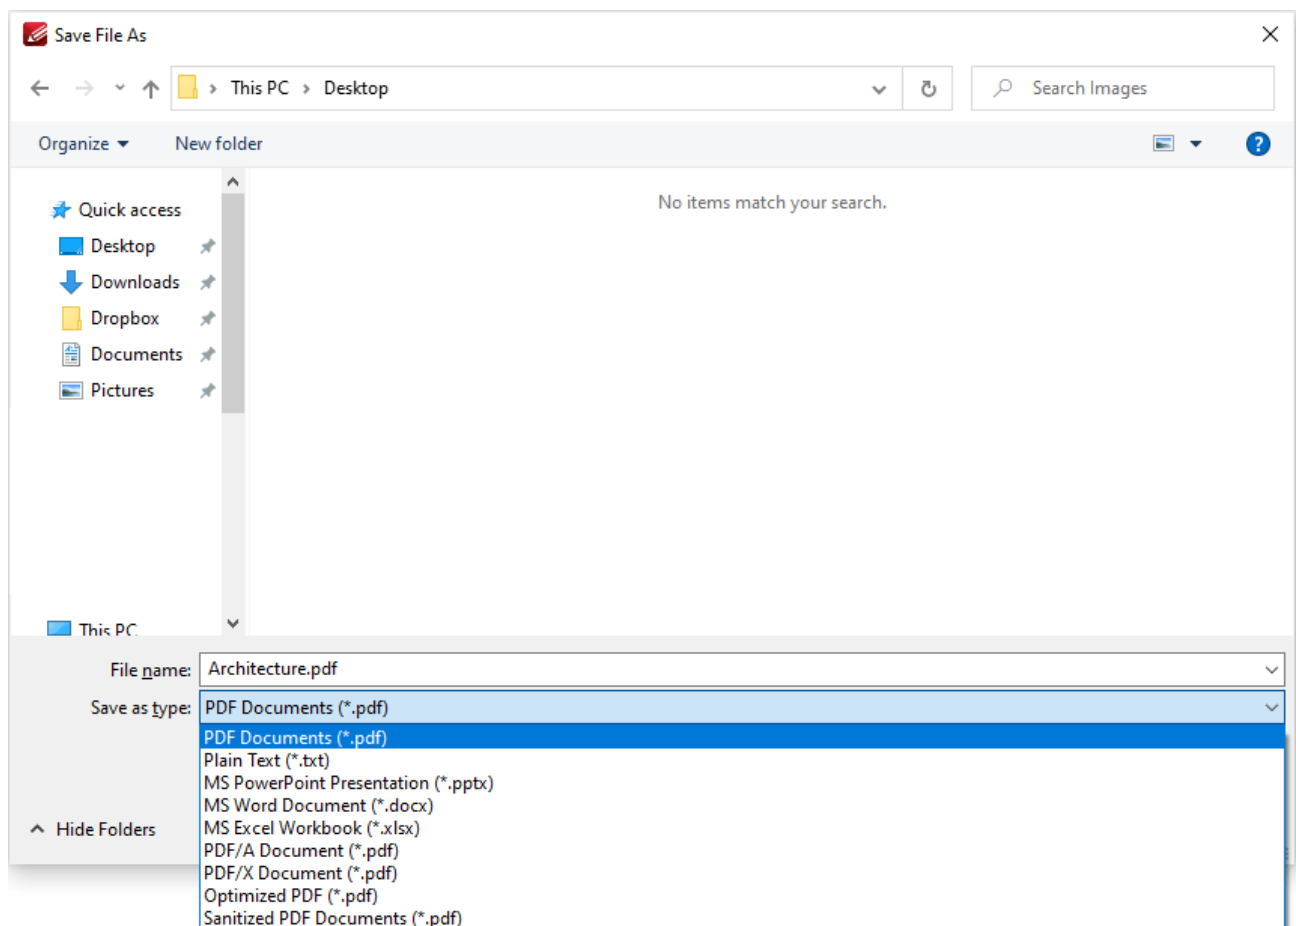 Save File As
This PC > Desktop
Search Images
Organize
New folder
?
No items match your search.
Quick access
Desktop
Downloads
Dropbox
Documents
Pictures
This PC
File name: Architecture.pdf
Save as type: PDF Documents (*.pdf)
PDF Documents (*.pdf)
Plain Text (*.txt)
MS PowerPoint Presentation (*.pptx)
MS Word Document (*.docx)
MS Excel Workbook (*.xlsx)
PDF/A Document (*.pdf)
PDF/X Document (*.pdf)
Optimized PDF (*.pdf)
Sanitized PDF Documents (*.pdf)
Hide Folders